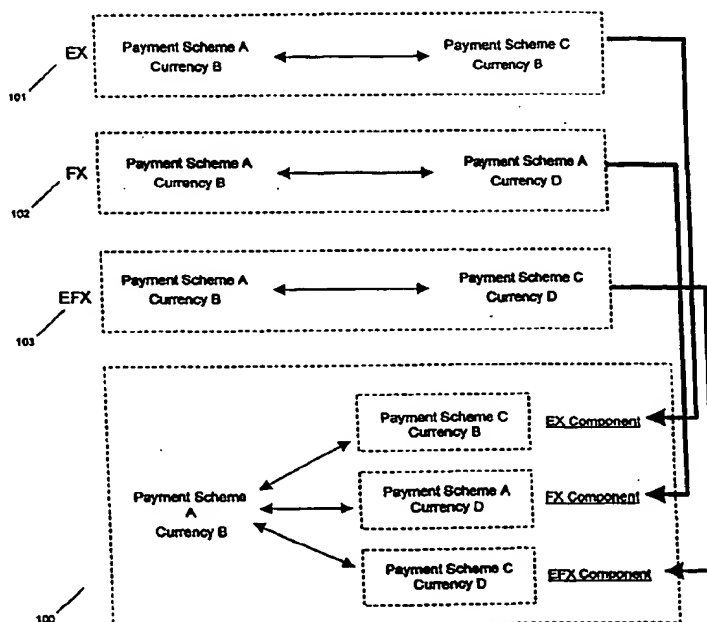 EX
Payment Scheme A
Currency B
Payment Scheme C
Currency B
101
FX
Payment Scheme A
Currency B
Payment Scheme A
Currency D
102
EFX
Payment Scheme A
Currency B
Payment Scheme C
Currency D
103
Payment Scheme C
Currency B
EX Component
Payment Scheme
A
Currency B
Payment Scheme A
Currency D
FX Component
Payment Scheme C
Currency D
EFX Component
100